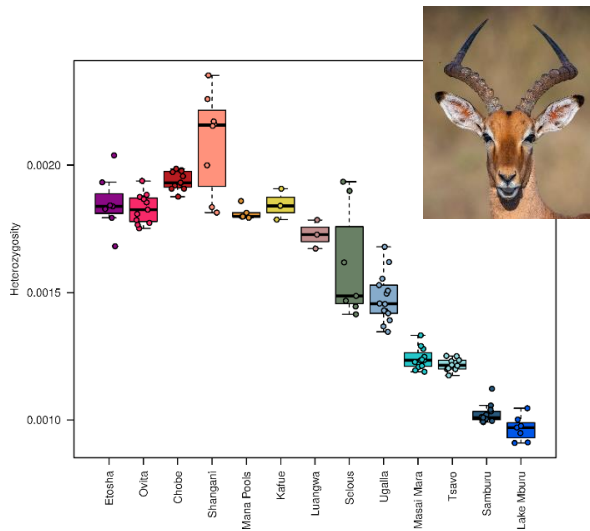 Heterozygosity
0.0020
0.0015
0.0010
Etosha
Ovita
Chobe
Shangani
Mana Pools
Kafue
Luangwa
Selous
Ugalla
Masai Mara
Tsavo
Samburu
Lake Mburu